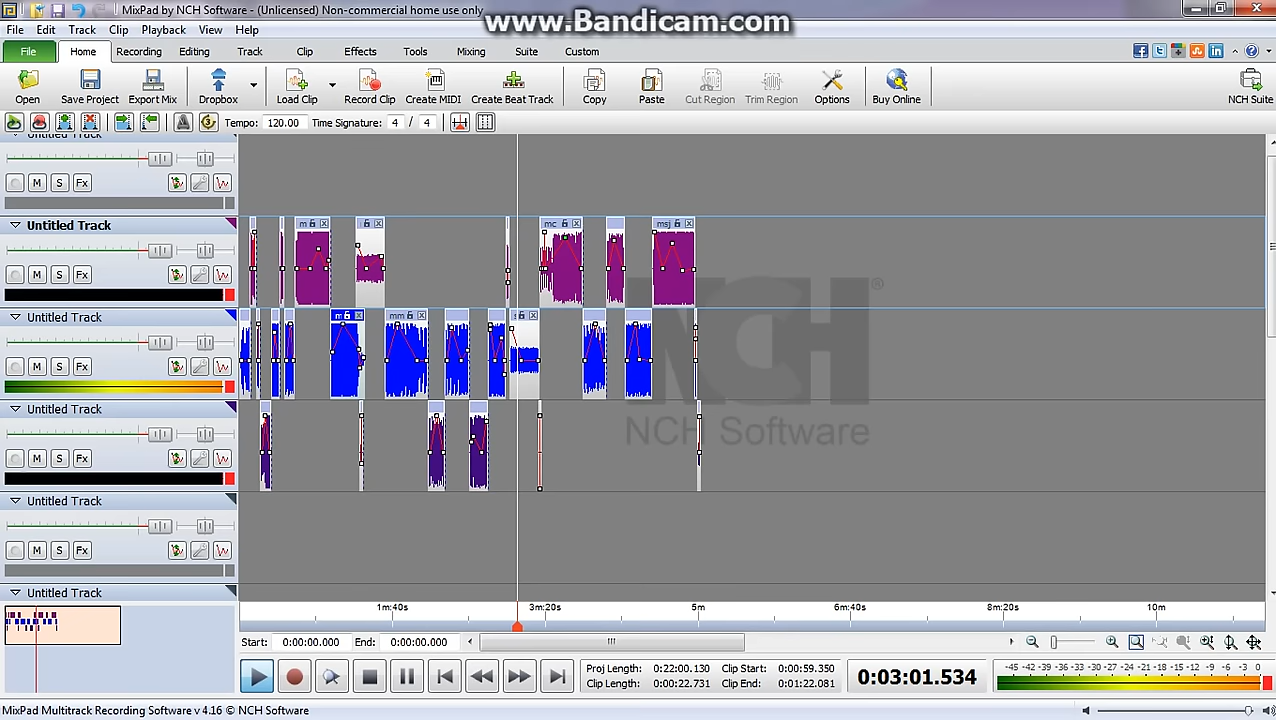 MixPad by NCH Software - (Unlicensed) Non-commercial home use only
www.Bandicam.com
File Edit Track Clip Playback View Help
File Home Recording Editing Track Clip Effects Tools Mixing Suite Custom
Open Save Project Export Mix Dropbox Load Clip Record Clip Create MIDI Create Beat Track Copy Paste Cut Region Trim Region Options Buy Online NCH Suite
Tempo: 120.00 Time Signature: 4 / 4
Untitled Track
M S Fx
Untitled Track
m mc msj
M S Fx
NCH ®
NCH Software
Untitled Track
m mm s
M S Fx
Untitled Track
M S Fx
Untitled Track
M S Fx
Untitled Track
1m:40s 3m:20s 5m 6m:40s 8m:20s 10m
Start: 0:00:00.000 End: 0:00:00.000
Proj Length: 0:22:00.130 Clip Start: 0:00:59.350
Clip Length: 0:00:22.731 Clip End: 0:01:22.081
0:03:01.534
-45 -42 -39 -36 -33 -30 -27 -24 -21 -18 -15 -12 -9 -6 -3 0
MixPad Multitrack Recording Software v 4.16 © NCH Software